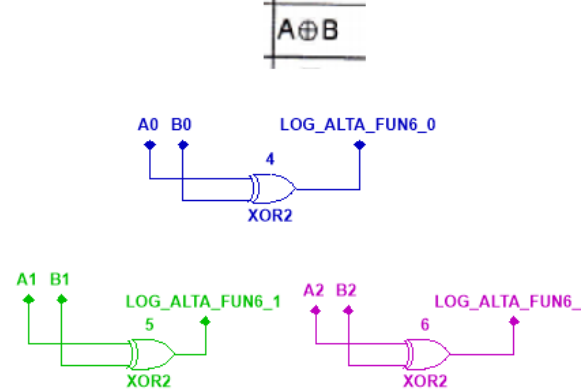 A⊕B
A0 B0 LOG_ALTA_FUN6_0
4
XOR2
A1 B1
LOG_ALTA_FUN6_1
5
XOR2
A2 B2
LOG_ALTA_FUN6_
6
XOR2